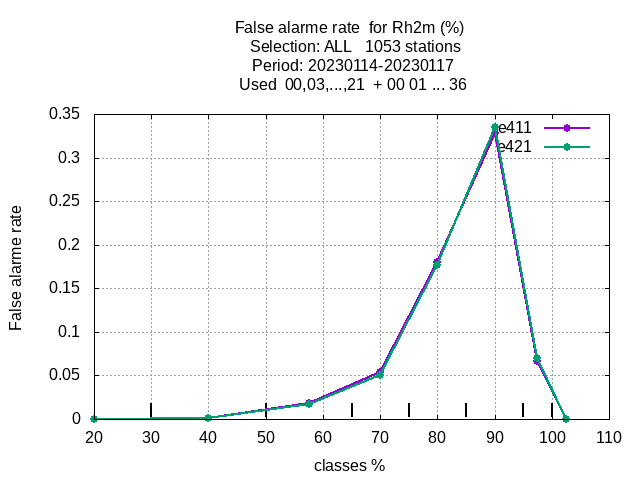 False alarme rate  for Rh2m (%)
Selection: ALL   1053 stations
Period: 20230114-20230117
Used  00,03,...,21  + 00 01 ... 36
e411
e421
0.35
0.3
0.25
0.2
0.15
0.1
0.05
0
False alarme rate
20 30 40 50 60 70 80 90 100 110
classes %